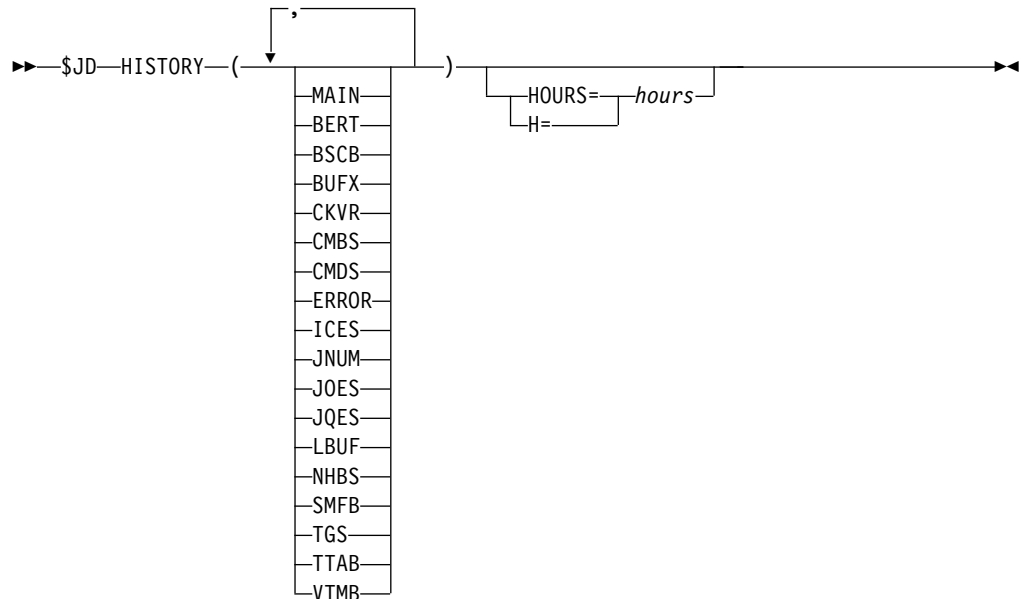 ,
$JD HISTORY ( )
MAIN HOURS= hours
BERT H=
BSCB
BUFX
CKVR
CMBS
CMDS
ERROR
ICES
JNUM
JOES
JQES
LBUF
NHBS
SMFB
TGS
TTAB
VTMB